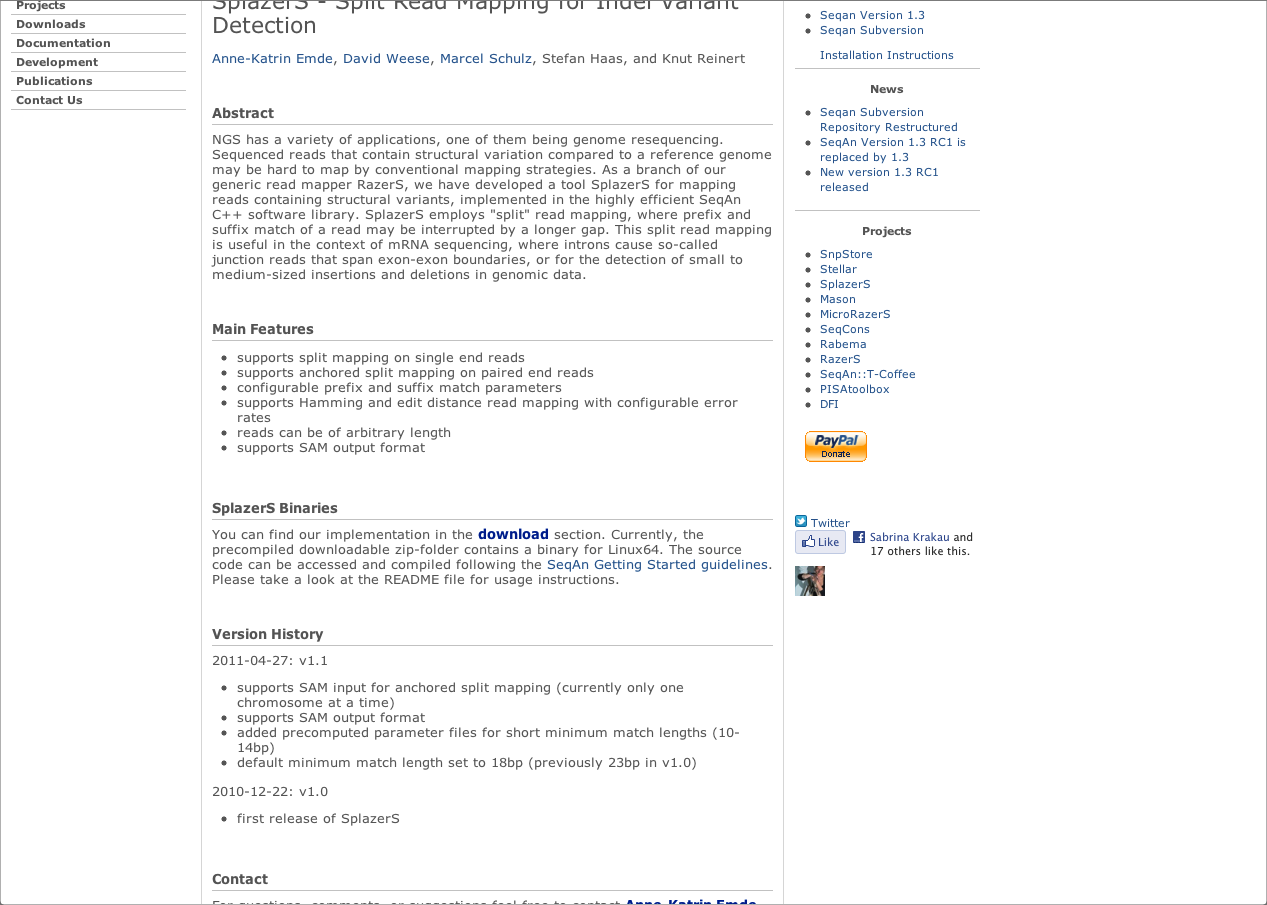 Projects
Downloads
Documentation
Development
Publications
Contact Us
SplazerS - Split Read Mapping for Indel Variant
Detection
Anne-Katrin Emde, David Weese, Marcel Schulz, Stefan Haas, and Knut Reinert
Abstract
NGS has a variety of applications, one of them being genome resequencing.
Sequenced reads that contain structural variation compared to a reference genome
may be hard to map by conventional mapping strategies. As a branch of our
generic read mapper RazerS, we have developed a tool SplazerS for mapping
reads containing structural variants, implemented in the highly efficient SeqAn
C++ software library. SplazerS employs "split" read mapping, where prefix and
suffix match of a read may be interrupted by a longer gap. This split read mapping
is useful in the context of mRNA sequencing, where introns cause so-called
junction reads that span exon-exon boundaries, or for the detection of small to
medium-sized insertions and deletions in genomic data.
Main Features
• supports split mapping on single end reads
• supports anchored split mapping on paired end reads
• configurable prefix and suffix match parameters
• supports Hamming and edit distance read mapping with configurable error
rates
• reads can be of arbitrary length
• supports SAM output format
SplazerS Binaries
You can find our implementation in the download section. Currently, the
precompiled downloadable zip-folder contains a binary for Linux64. The source
code can be accessed and compiled following the SeqAn Getting Started guidelines.
Please take a look at the README file for usage instructions.
Version History
2011-04-27: v1.1
• supports SAM input for anchored split mapping (currently only one
chromosome at a time)
• supports SAM output format
• added precomputed parameter files for short minimum match lengths (10-
14bp)
• default minimum match length set to 18bp (previously 23bp in v1.0)
2010-12-22: v1.0
• first release of SplazerS
Contact
For questions, comments, or suggestions feel free to contact Anne-Katrin Emde
• Seqan Version 1.3
• Seqan Subversion
Installation Instructions
News
• Seqan Subversion
Repository Restructured
• SeqAn Version 1.3 RC1 is
replaced by 1.3
• New version 1.3 RC1
released
Projects
• SnpStore
• Stellar
• SplazerS
• Mason
• MicroRazerS
• SeqCons
• Rabema
• RazerS
• SeqAn::T-Coffee
• PISAtoolbox
• DFI
PayPal
Donate
Twitter
Like
Sabrina Krakau and
17 others like this.